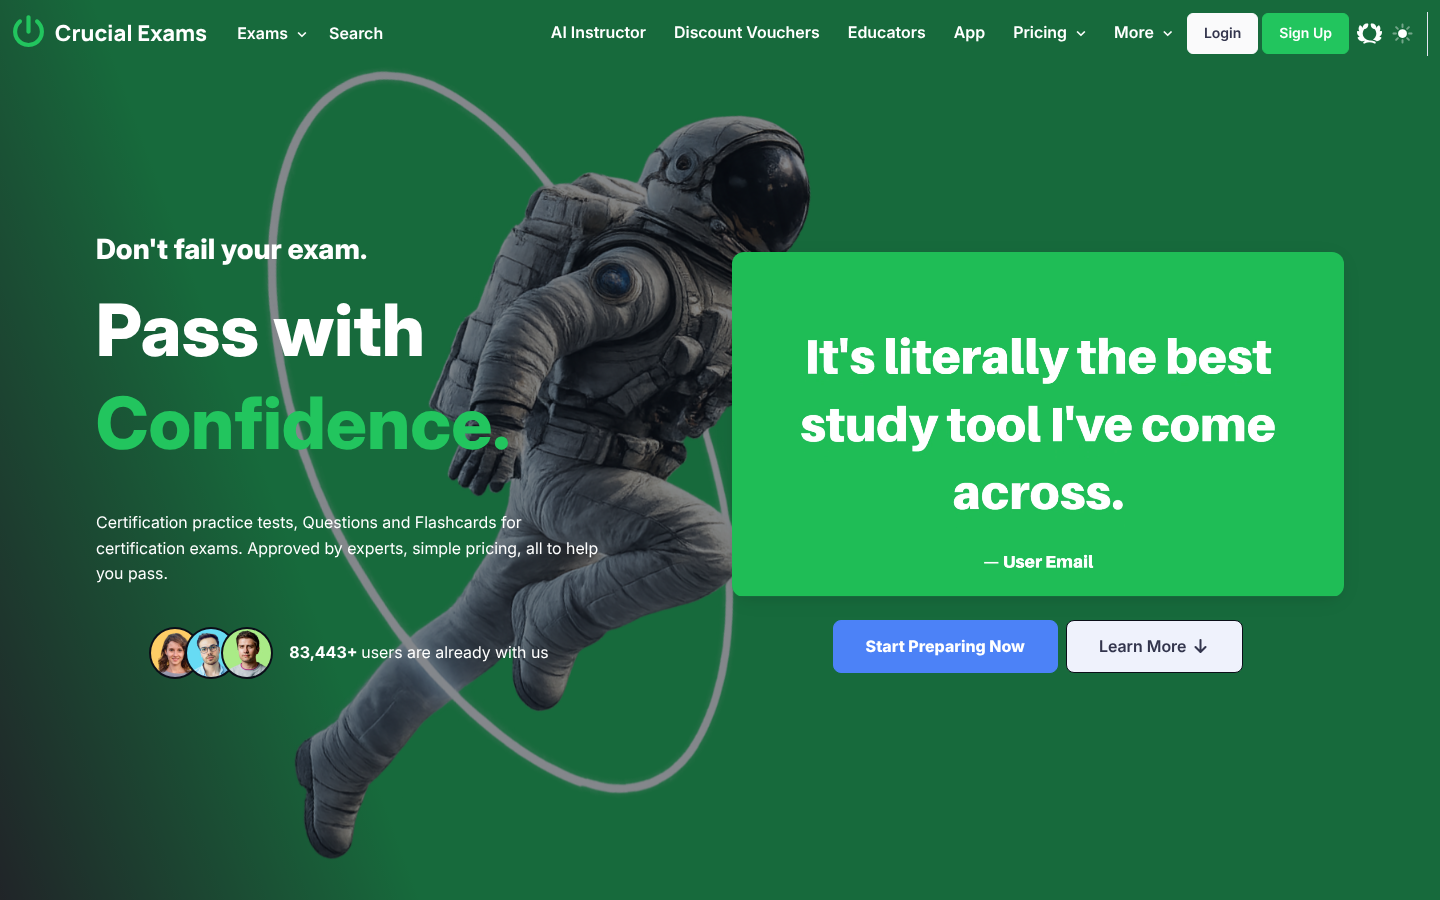 Crucial Exams
Exams
Search
AI Instructor
Discount Vouchers
Educators
App
Pricing
More
Login
Sign Up
Don't fail your exam.
Pass with
Confidence.
Certification practice tests, Questions and Flashcards for
certification exams. Approved by experts, simple pricing, all to help
you pass.
83,443+ users are already with us
It's literally the best
study tool I've come
across.
— User Email
Start Preparing Now
Learn More